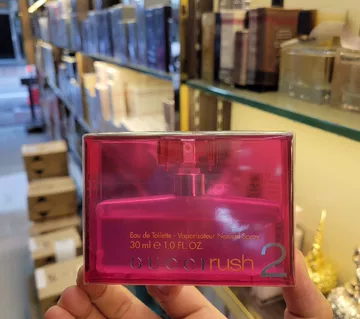 Eau de Toilette - Vaporisateur Natural Spray
30 ml e 1.0 FL. OZ.
GUCCI rush 2